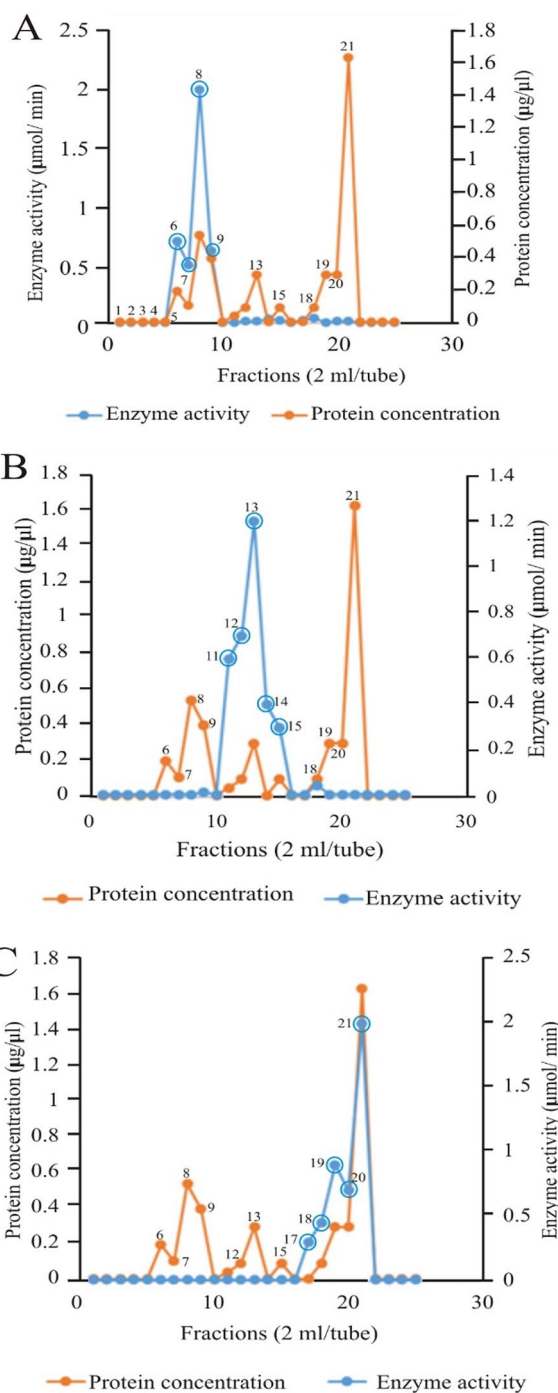 A
Enzyme activity (µmol/ min)
Protein concentration (µg/µl)
2.5
2
1.5
1
0.5
0
1.8
1.6
1.4
1.2
1
0.8
0.6
0.4
0.2
0
1 2 3 4 5 6 7 8 9 13 15 18 19 20 21
0 10 20 30
Fractions (2 ml/tube)
Enzyme activity Protein concentration
B
Protein concentration (µg/µl)
Enzyme activity (µmol/ min)
1.8
1.6
1.4
1.2
1
0.8
0.6
0.4
0.2
0
1.4
1.2
1
0.8
0.6
0.4
0.2
0
6 7 8 9 11 12 13 14 15 18 19 20 21
0 10 20 30
Fractions (2 ml/tube)
Protein concentration Enzyme activity
C
Protein concentration (µg/µl)
Enzyme activity (µmol/ min)
1.8
1.6
1.4
1.2
1
0.8
0.6
0.4
0.2
0
2.5
2
1.5
1
0.5
0
6 7 8 9 12 13 15 17 18 19 20 21
0 10 20 30
Fractions (2 ml/tube)
Protein concentration Enzyme activity